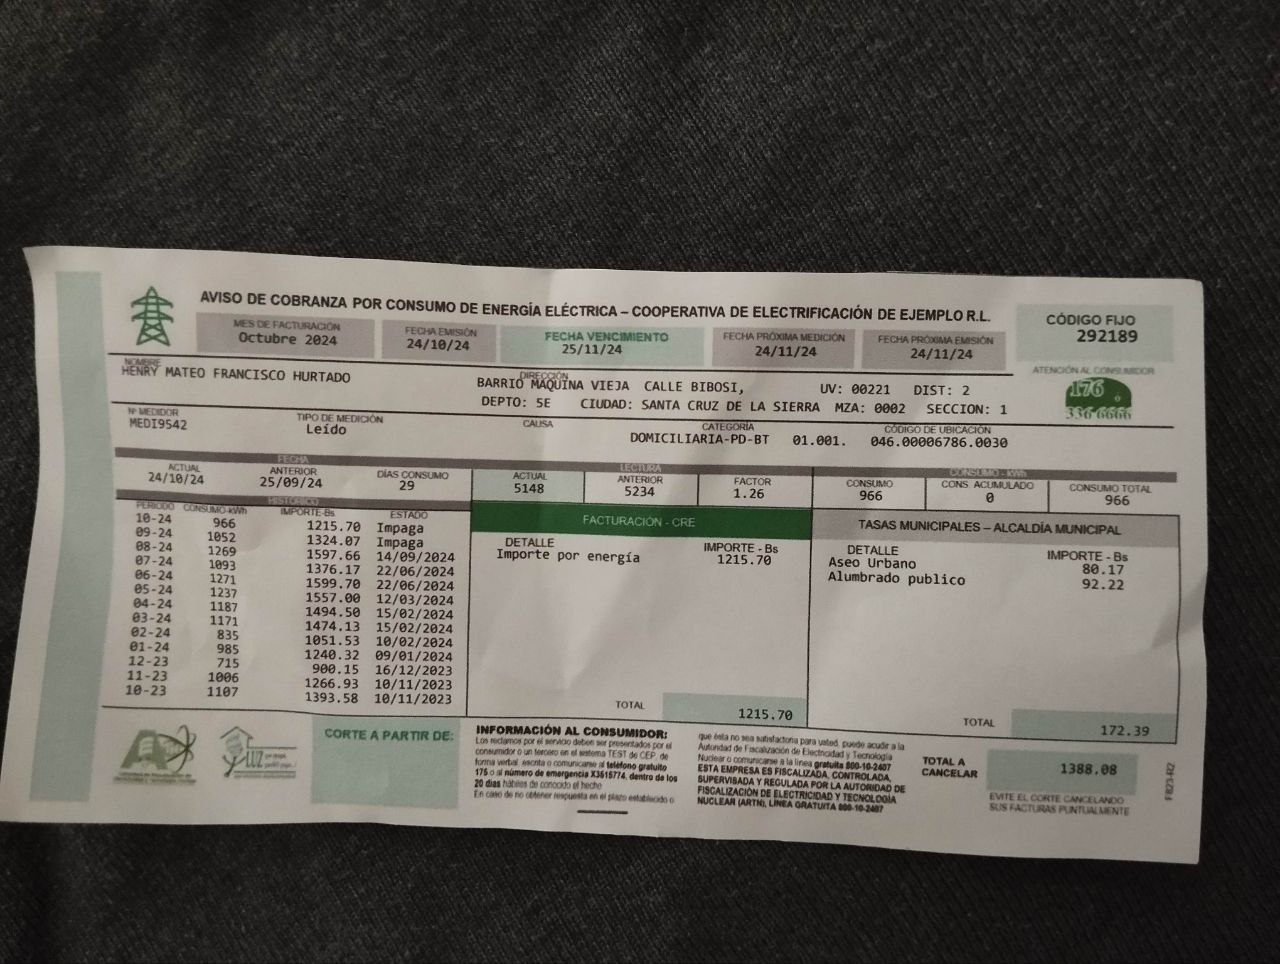 AVISO DE COBRANZA POR CONSUMO DE ENERGÍA ELÉCTRICA – COOPERATIVA DE ELECTRIFICACIÓN DE EJEMPLO R.L.
MES DE FACTURACIÓN
Octubre 2024
FECHA EMISIÓN
24/10/24
FECHA VENCIMIENTO
25/11/24
FECHA PRÓXIMA MEDICIÓN
24/11/24
FECHA PRÓXIMA EMISIÓN
24/11/24
CÓDIGO FIJO
292189
NOMBRE
HENRY MATEO FRANCISCO HURTADO
DIRECCIÓN
BARRIO MAQUINA VIEJA CALLE BIBOSI, UV: 00221 DIST: 2
DEPTO: 5E CIUDAD: SANTA CRUZ DE LA SIERRA MZA: 0002 SECCION: 1
ATENCIÓN AL CONSUMIDOR
176
336 6666
Nº MEDIDOR
MEDI9542
TIPO DE MEDICIÓN
Leído
CAUSA
CATEGORÍA
DOMICILIARIA-PD-BT 01.001.
CÓDIGO DE UBICACIÓN
046.00006786.0030
FECHA
ACTUAL
24/10/24
ANTERIOR
25/09/24
DÍAS CONSUMO
29
LECTURA
ACTUAL
5148
ANTERIOR
5234
FACTOR
1.26
CONSUMO - kWh
CONSUMO
966
CONS. ACUMULADO
0
CONSUMO TOTAL
966
HISTÓRICO
PERIODO CONSUMO-kWh IMPORTE-Bs ESTADO
10-24 966 1215.70 Impaga
09-24 1052 1324.07 Impaga
08-24 1269 1597.66 14/09/2024
07-24 1093 1376.17 22/06/2024
06-24 1271 1599.70 22/06/2024
05-24 1237 1557.00 12/03/2024
04-24 1187 1494.50 15/02/2024
03-24 1171 1474.13 15/02/2024
02-24 835 1051.53 10/02/2024
01-24 985 1240.32 09/01/2024
12-23 715 900.15 16/12/2023
11-23 1006 1266.93 10/11/2023
10-23 1107 1393.58 10/11/2023
FACTURACIÓN - CRE
DETALLE IMPORTE - Bs
Importe por energía 1215.70
TOTAL 1215.70
TASAS MUNICIPALES – ALCALDÍA MUNICIPAL
DETALLE IMPORTE - Bs
Aseo Urbano 80.17
Alumbrado publico 92.22
TOTAL 172.39
LUZ
CORTE A PARTIR DE:
INFORMACIÓN AL CONSUMIDOR:
Los reclamos por el servicio deben ser presentados por el
consumidor o un tercero en el sistema TEST de CEP, de
forma verbal, escrita o comunicarse al teléfono gratuito
175 o al número de emergencia X3615774, dentro de los
20 días hábiles de conocido el hecho
En caso de no obtener respuesta en el plazo establecido o
que ésta no sea satisfactoria para usted, puede acudir a la
Autoridad de Fiscalización de Electricidad y Tecnología
Nuclear o comunicarse a la línea gratuita 800-10-2407
ESTA EMPRESA ES FISCALIZADA, CONTROLADA,
SUPERVISADA Y REGULADA POR LA AUTORIDAD DE
FISCALIZACIÓN DE ELECTRICIDAD Y TECNOLOGÍA
NUCLEAR (ARTN), LINEA GRATUITA 800-10-2407
TOTAL A
CANCELAR
1388.08
EVITE EL CORTE CANCELANDO
SUS FACTURAS PUNTUALMENTE
F823-R2